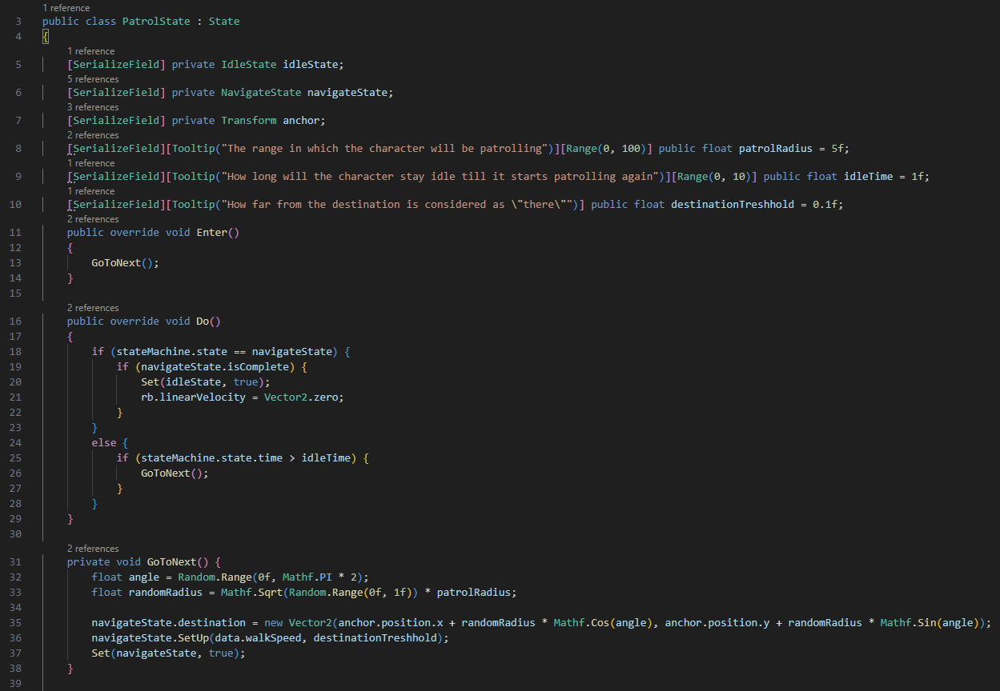 1 reference
3 public class PatrolState : State
4 {
1 reference
5 [SerializeField] private IdleState idleState;
5 references
6 [SerializeField] private NavigateState navigateState;
3 references
7 [SerializeField] private Transform anchor;
2 references
8 [SerializeField][Tooltip("The range in which the character will be patrolling")][Range(0, 100)] public float patrolRadius = 5f;
1 reference
9 [SerializeField][Tooltip("How long will the character stay idle till it starts patrolling again")][Range(0, 10)] public float idleTime = 1f;
1 reference
10 [SerializeField][Tooltip("How far from the destination is considered as \"there\"")] public float destinationTreshhold = 0.1f;
2 references
11 public override void Enter()
12 {
13 GoToNext();
14 }
15
2 references
16 public override void Do()
17 {
18 if (stateMachine.state == navigateState) {
19 if (navigateState.isComplete) {
20 Set(idleState, true);
21 rb.linearVelocity = Vector2.zero;
22 }
23 }
24 else {
25 if (stateMachine.state.time > idleTime) {
26 GoToNext();
27 }
28 }
29 }
30
2 references
31 private void GoToNext() {
32 float angle = Random.Range(0f, Mathf.PI * 2);
33 float randomRadius = Mathf.Sqrt(Random.Range(0f, 1f)) * patrolRadius;
34
35 navigateState.destination = new Vector2(anchor.position.x + randomRadius * Mathf.Cos(angle), anchor.position.y + randomRadius * Mathf.Sin(angle));
36 navigateState.SetUp(data.walkSpeed, destinationTreshhold);
37 Set(navigateState, true);
38 }
39